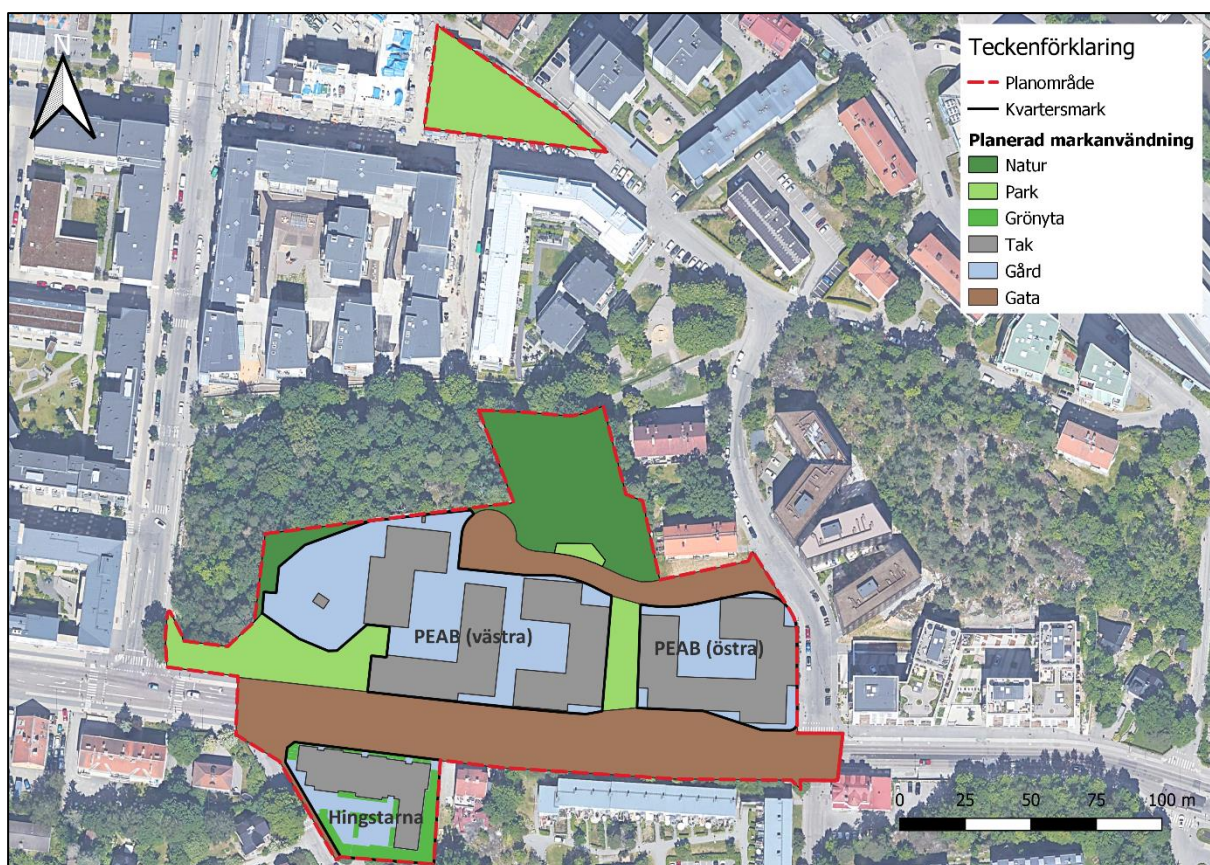 N
Teckenförklaring
Planområde
Kvartersmark
Planerad markanvändning
Natur
Park
Grönyta
Tak
Gård
Gata
PEAB (västra)
PEAB (östra)
Hingstarna
0 25 50 75 100 m